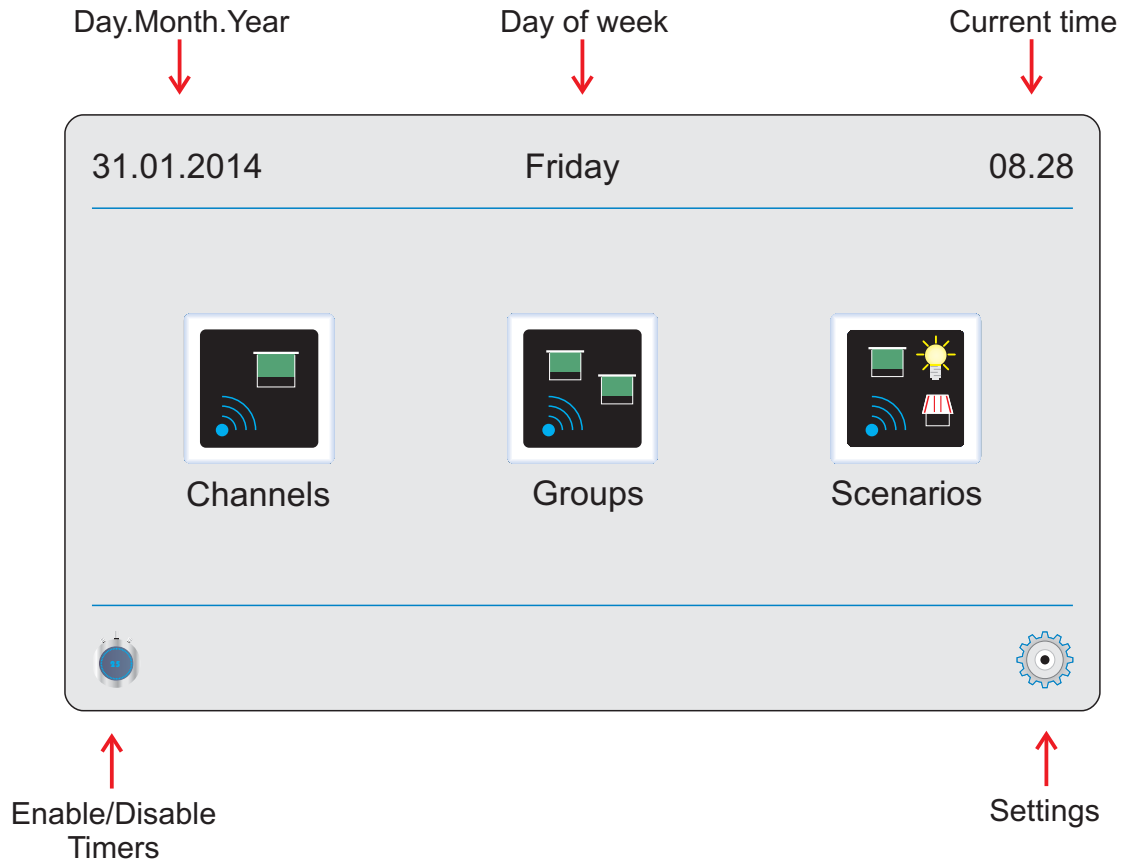 Day.Month.Year
Day of week
Current time
31.01.2014
Friday
08.28
Channels
Groups
Scenarios
Enable/Disable
Timers
Settings